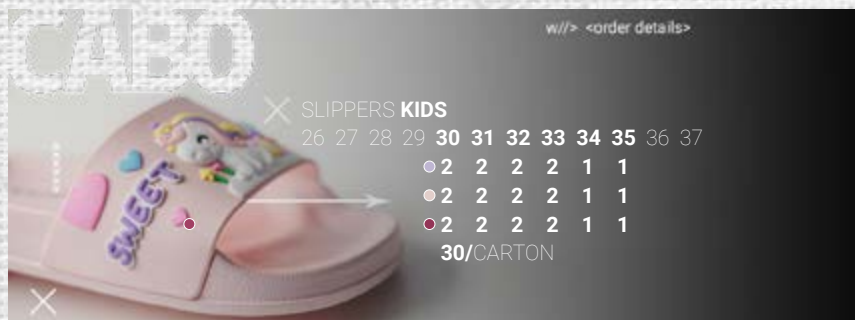 CABO
w//> <order details>
SLIPPERS KIDS
26 27 28 29 30 31 32 33 34 35 36 37
2 2 2 2 1 1
2 2 2 2 1 1
2 2 2 2 1 1
30/CARTON
SWEET